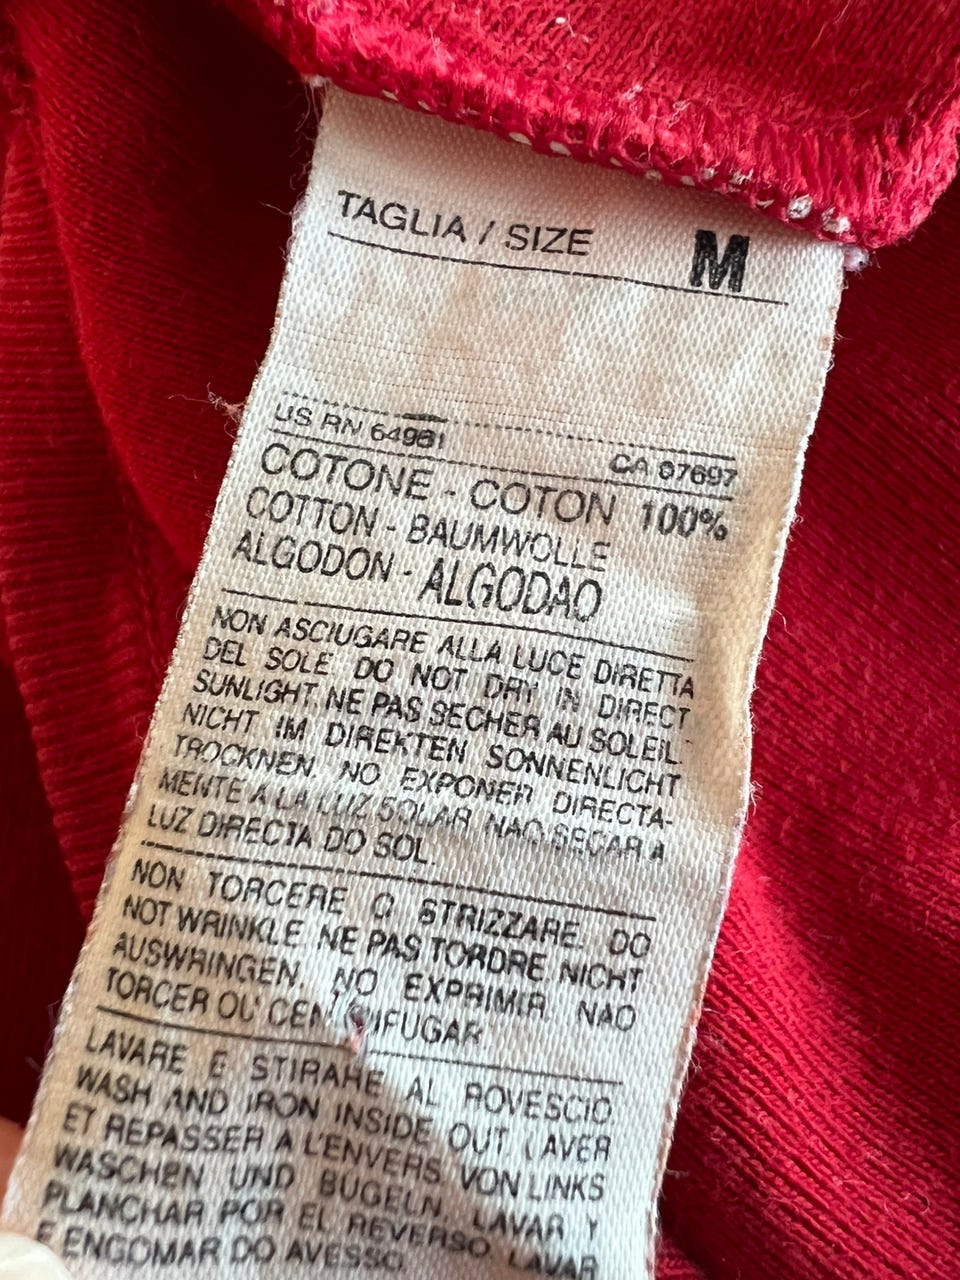 TAGLIA / SIZE M
US RN 64981 CA 07697
COTONE - COTON 100%
COTTON - BAUMWOLLE
ALGODON - ALGODAO
NON ASCIUGARE ALLA LUCE DIRETTA
DEL SOLE DO NOT DRY IN DIRECT
SUNLIGHT. NE PAS SECHER AU SOLEIL.
NICHT IM DIREKTEN SONNENLICHT
TROCKNEN. NO EXPONER DIRECTA-
MENTE A LA LUZ SOLAR NAO SECAR A
LUZ DIRECTA DO SOL.
NON TORCERE O STRIZZARE. DO
NOT WRINKLE. NE PAS TORDRE. NICHT
AUSWRINGEN. NO EXPRIMIR. NAO
TORCER OU CENTRIFUGAR
LAVARE E STIRARE AL ROVESCIO
WASH AND IRON INSIDE OUT. LAVER
ET REPASSER A L'ENVERS VON LINKS
WASCHEN UND BUGELN. LAVAR Y
PLANCHAR POR EL REVERSO LAVAR
E ENGOMAR DO AVESSO.